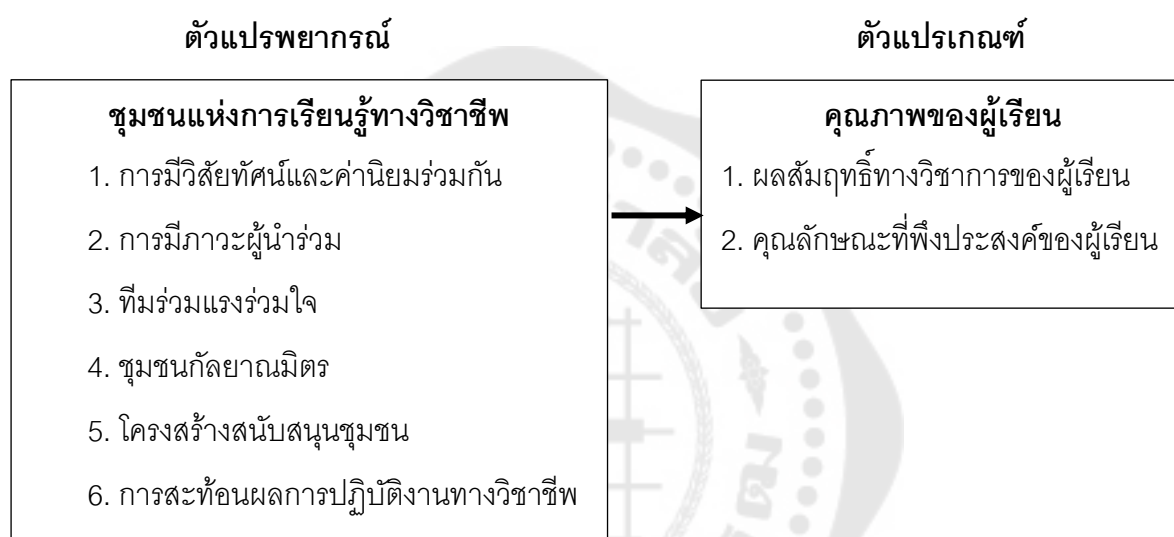 ตัวแปรพยากรณ์
ตัวแปรเกณฑ์
ชุมชนแห่งการเรียนรู้ทางวิชาชีพ
1. การมีวิสัยทัศน์และค่านิยมร่วมกัน
2. การมีภาวะผู้นำร่วม
3. ทีมร่วมแรงร่วมใจ
4. ชุมชนกัลยาณมิตร
5. โครงสร้างสนับสนุนชุมชน
6. การสะท้อนผลการปฏิบัติงานทางวิชาชีพ
คุณภาพของผู้เรียน
1. ผลสัมฤทธิ์ทางวิชาการของผู้เรียน
2. คุณลักษณะที่พึงประสงค์ของผู้เรียน